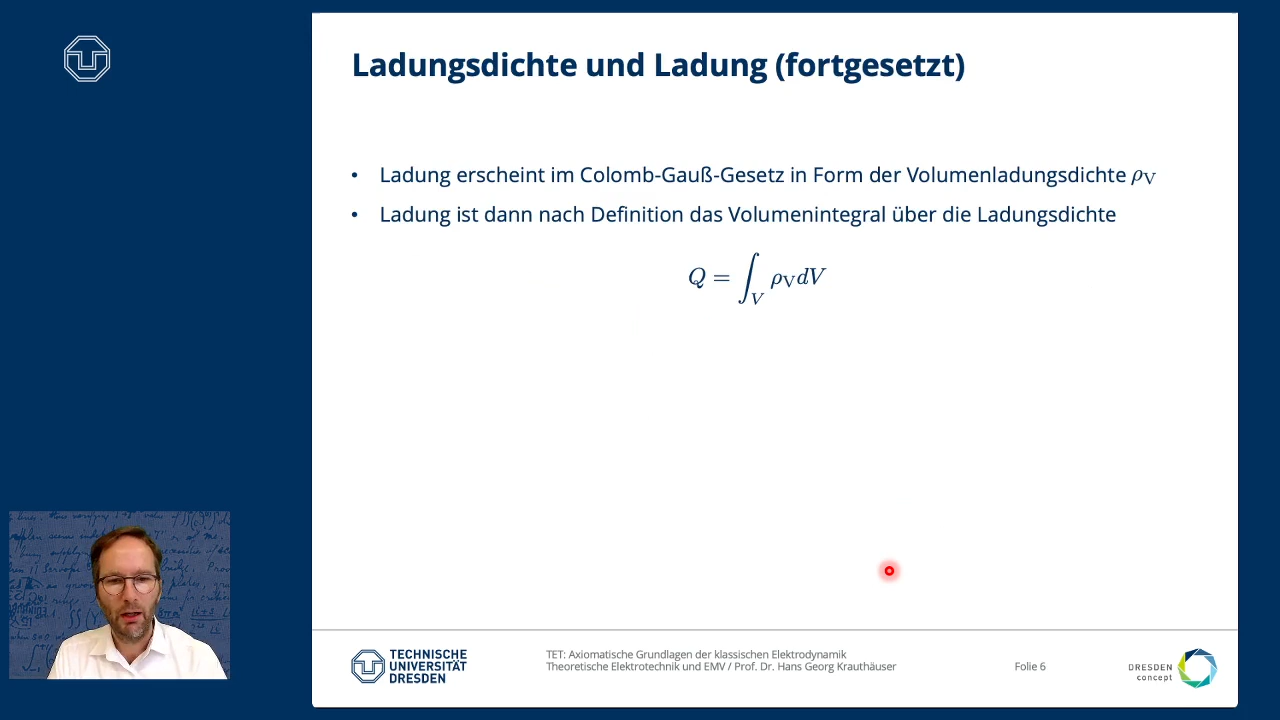 Ladungsdichte und Ladung (fortgesetzt)
• Ladung erscheint im Colomb-Gauß-Gesetz in Form der Volumenladungsdichte ρ_V
• Ladung ist dann nach Definition das Volumenintegral über die Ladungsdichte
Q = ∫_V ρ_V dV
TECHNISCHE
UNIVERSITÄT
DRESDEN
TET: Axiomatische Grundlagen der klassischen Elektrodynamik
Theoretische Elektrotechnik und EMV / Prof. Dr. Hans Georg Krauthäuser
Folie 6
DRESDEN
concept